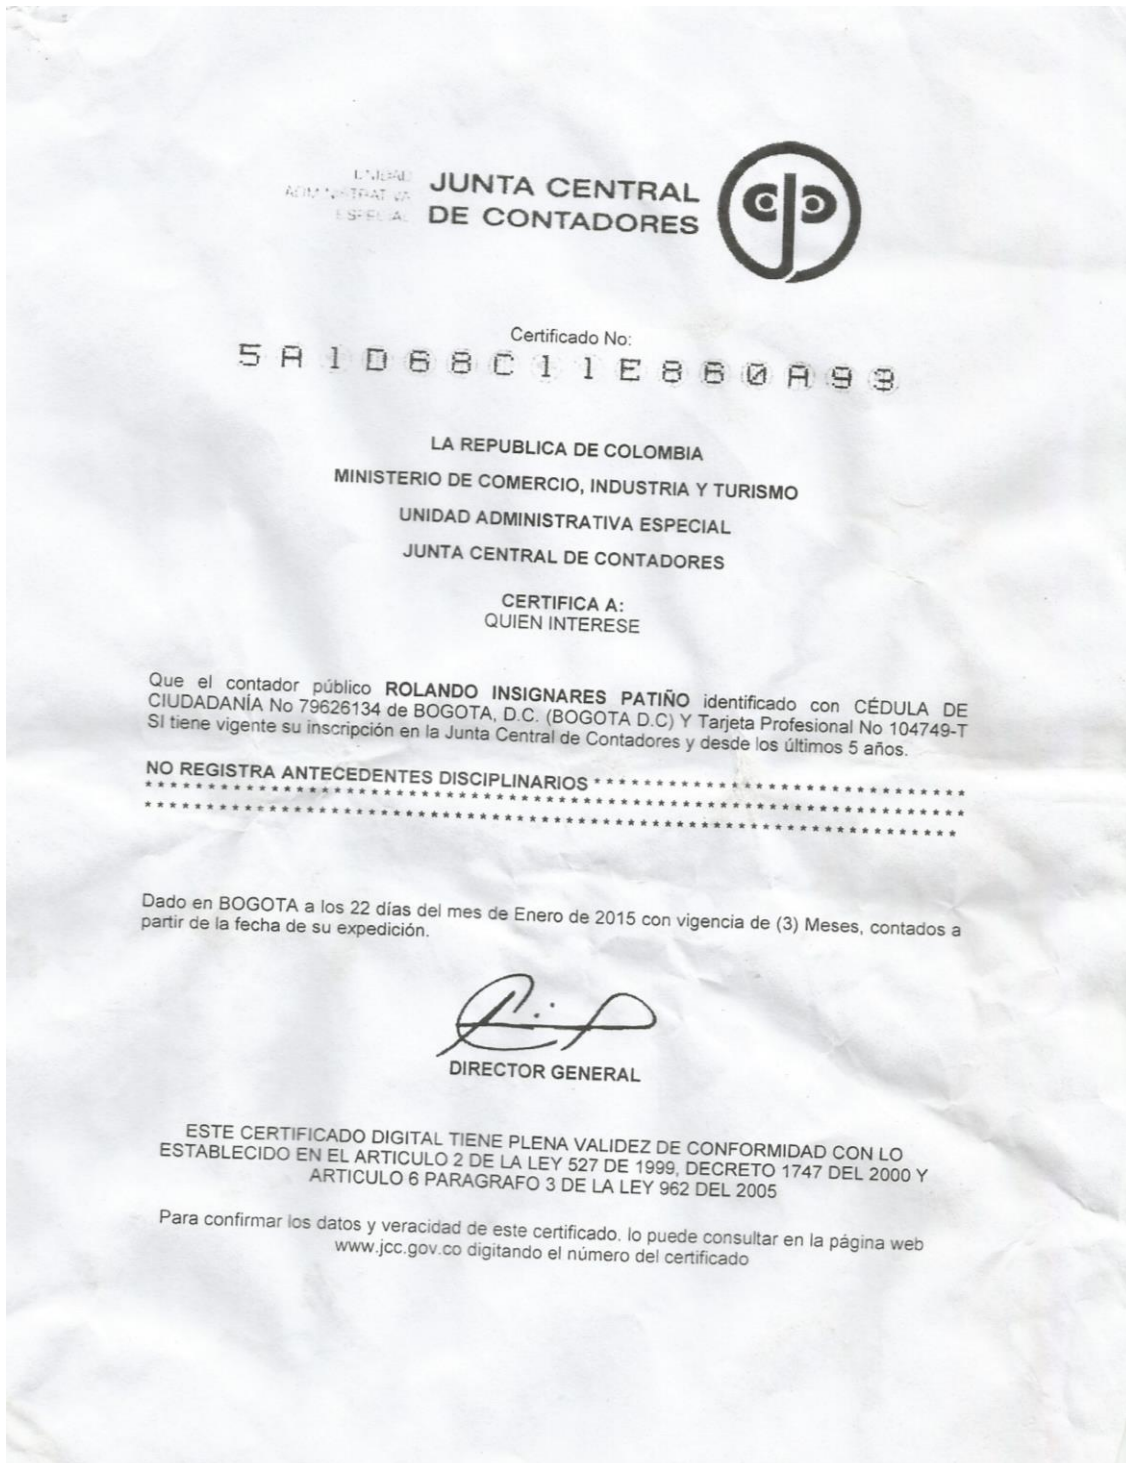 UNIDAD
ADMINISTRATIVA
ESPECIAL
JUNTA CENTRAL
DE CONTADORES
Certificado No:
5A1D68C11E860A93
LA REPUBLICA DE COLOMBIA
MINISTERIO DE COMERCIO, INDUSTRIA Y TURISMO
UNIDAD ADMINISTRATIVA ESPECIAL
JUNTA CENTRAL DE CONTADORES
CERTIFICA A:
QUIEN INTERESE
Que el contador público ROLANDO INSIGNARES PATIÑO identificado con CÉDULA DE
CIUDADANÍA No 79626134 de BOGOTA, D.C. (BOGOTA D.C) Y Tarjeta Profesional No 104749-T
SI tiene vigente su inscripción en la Junta Central de Contadores y desde los últimos 5 años.
NO REGISTRA ANTECEDENTES DISCIPLINARIOS * * * * * * * * * * * * * * * * * * * * * * * * * * * * * *
* * * * * * * * * * * * * * * * * * * * * * * * * * * * * * * * * * * * * * * * * * * * * * * * * * * * * * * * * * * * * * * * * *
* * * * * * * * * * * * * * * * * * * * * * * * * * * * * * * * * * * * * * * * * * * * * * * * * * * * * * * * * * * * * * * * * *
Dado en BOGOTA a los 22 días del mes de Enero de 2015 con vigencia de (3) Meses, contados a
partir de la fecha de su expedición.
DIRECTOR GENERAL
ESTE CERTIFICADO DIGITAL TIENE PLENA VALIDEZ DE CONFORMIDAD CON LO
ESTABLECIDO EN EL ARTICULO 2 DE LA LEY 527 DE 1999, DECRETO 1747 DEL 2000 Y
ARTICULO 6 PARAGRAFO 3 DE LA LEY 962 DEL 2005
Para confirmar los datos y veracidad de este certificado, lo puede consultar en la página web
www.jcc.gov.co digitando el número del certificado